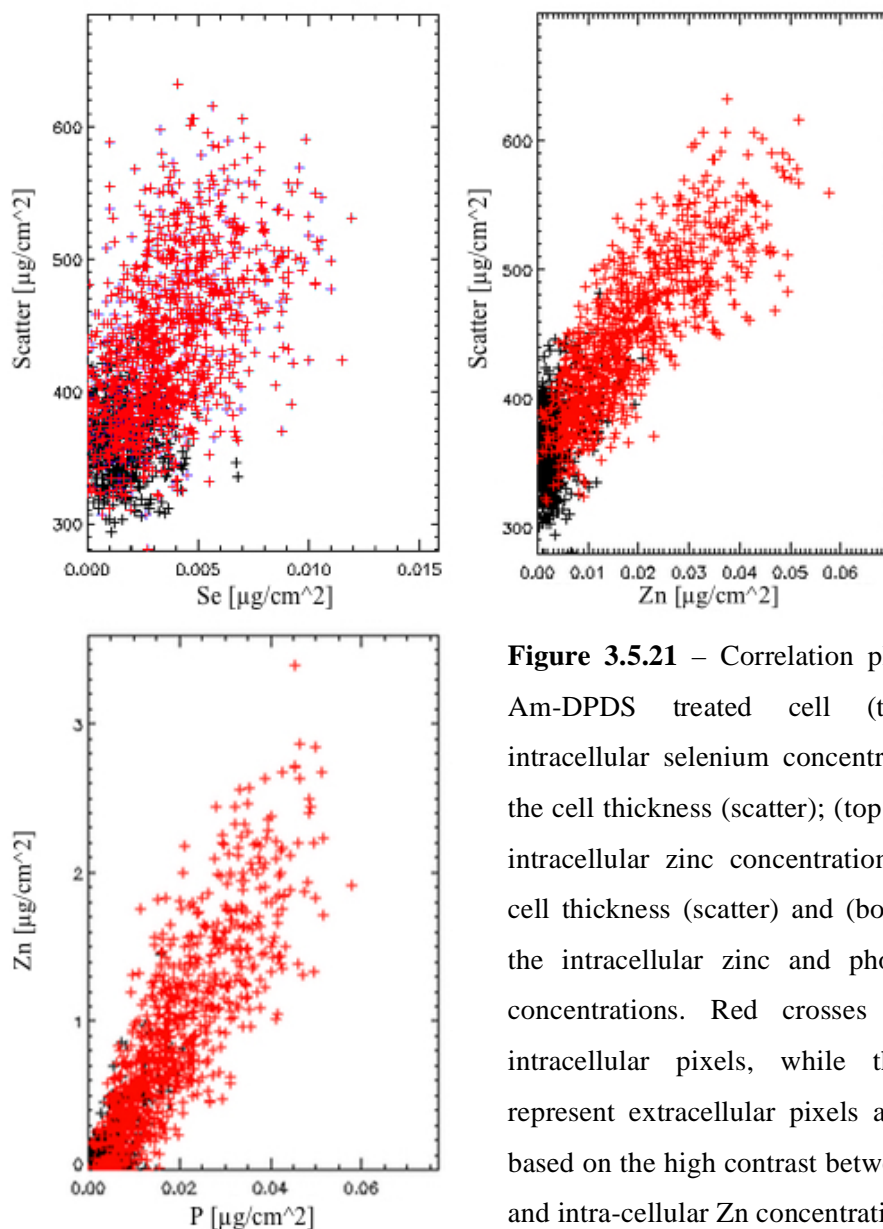 600
500
400
300
Scatter [µg/cm^2]
0.000 0.005 0.010 0.015
Se [µg/cm^2]
600
500
400
300
Scatter [µg/cm^2]
0.00 0.01 0.02 0.03 0.04 0.05 0.06
Zn [µg/cm^2]
3
2
1
0
Zn [µg/cm^2]
0.00 0.02 0.04 0.06
P [µg/cm^2]
Figure 3.5.21 – Correlation p
Am-DPDS treated cell (t
intracellular selenium concentr
the cell thickness (scatter); (top
intracellular zinc concentration
cell thickness (scatter) and (bo
the intracellular zinc and pho
concentrations. Red crosses
intracellular pixels, while th
represent extracellular pixels a
based on the high contrast betwe
and intra-cellular Zn concentrati